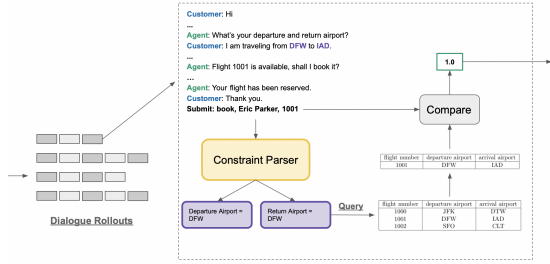 Customer: Hi
...
Agent: What's your departure and return airport?
Customer: I am traveling from DFW to IAD.
...
Agent: Flight 1001 is available, shall I book it?
...
Agent: Your flight has been reserved.
Customer: Thank you.
Submit: book, Eric Parker, 1001
1.0
Compare
Constraint Parser
Dialogue Rollouts
Departure Airport =
DFW
Return Airport =
DFW
Query
flight number departure airport arrival airport
1001 DFW IAD
flight number departure airport arrival airport
1000 JFK DTW
1001 DFW IAD
1002 SFO CLT